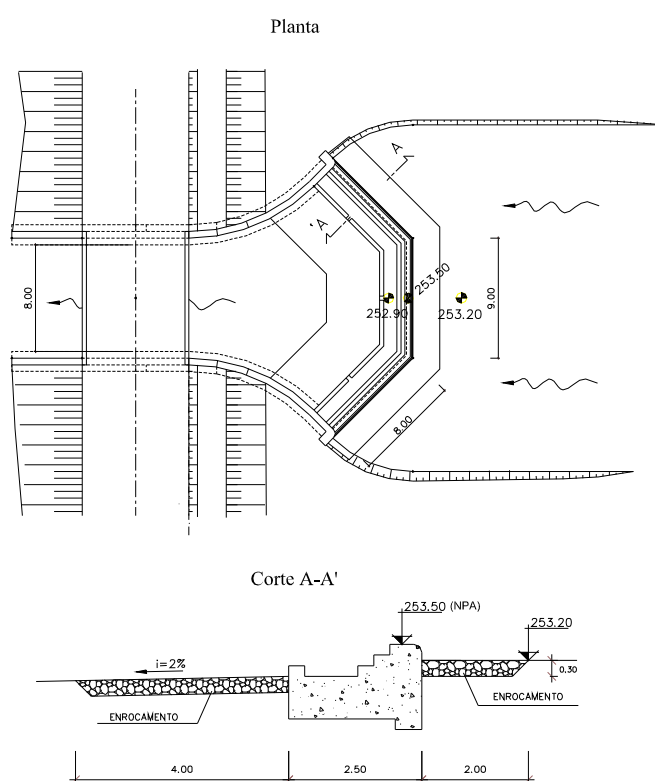 Planta
A
'A
8.00
253.50
252.90
253.20
9.00
8.00
Corte A-A'
253.50 (NPA)
253.20
i=2%
0.30
ENROCAMENTO
ENROCAMENTO
4.00
2.50
2.00